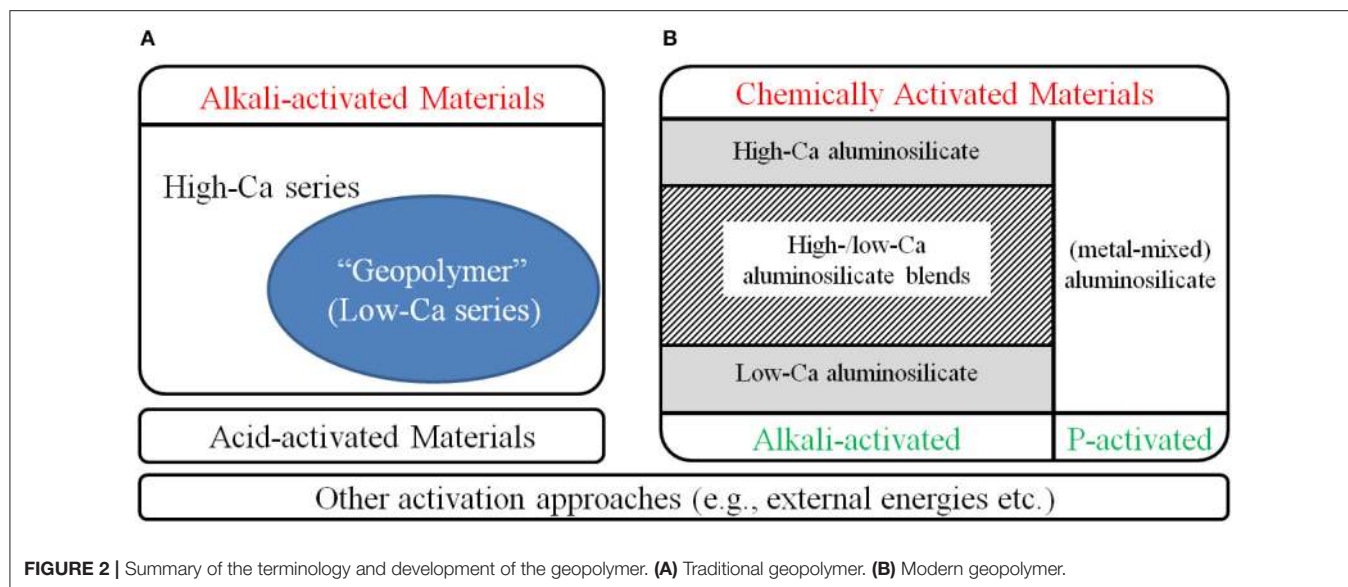 A
Alkali-activated Materials
High-Ca series
“Geopolymer”
(Low-Ca series)
Acid-activated Materials
B
Chemically Activated Materials
High-Ca aluminosilicate
High-/low-Ca
aluminosilicate blends
Low-Ca aluminosilicate
(metal-mixed)
aluminosilicate
Alkali-activated
P-activated
Other activation approaches (e.g., external energies etc.)
FIGURE 2 | Summary of the terminology and development of the geopolymer. (A) Traditional geopolymer. (B) Modern geopolymer.